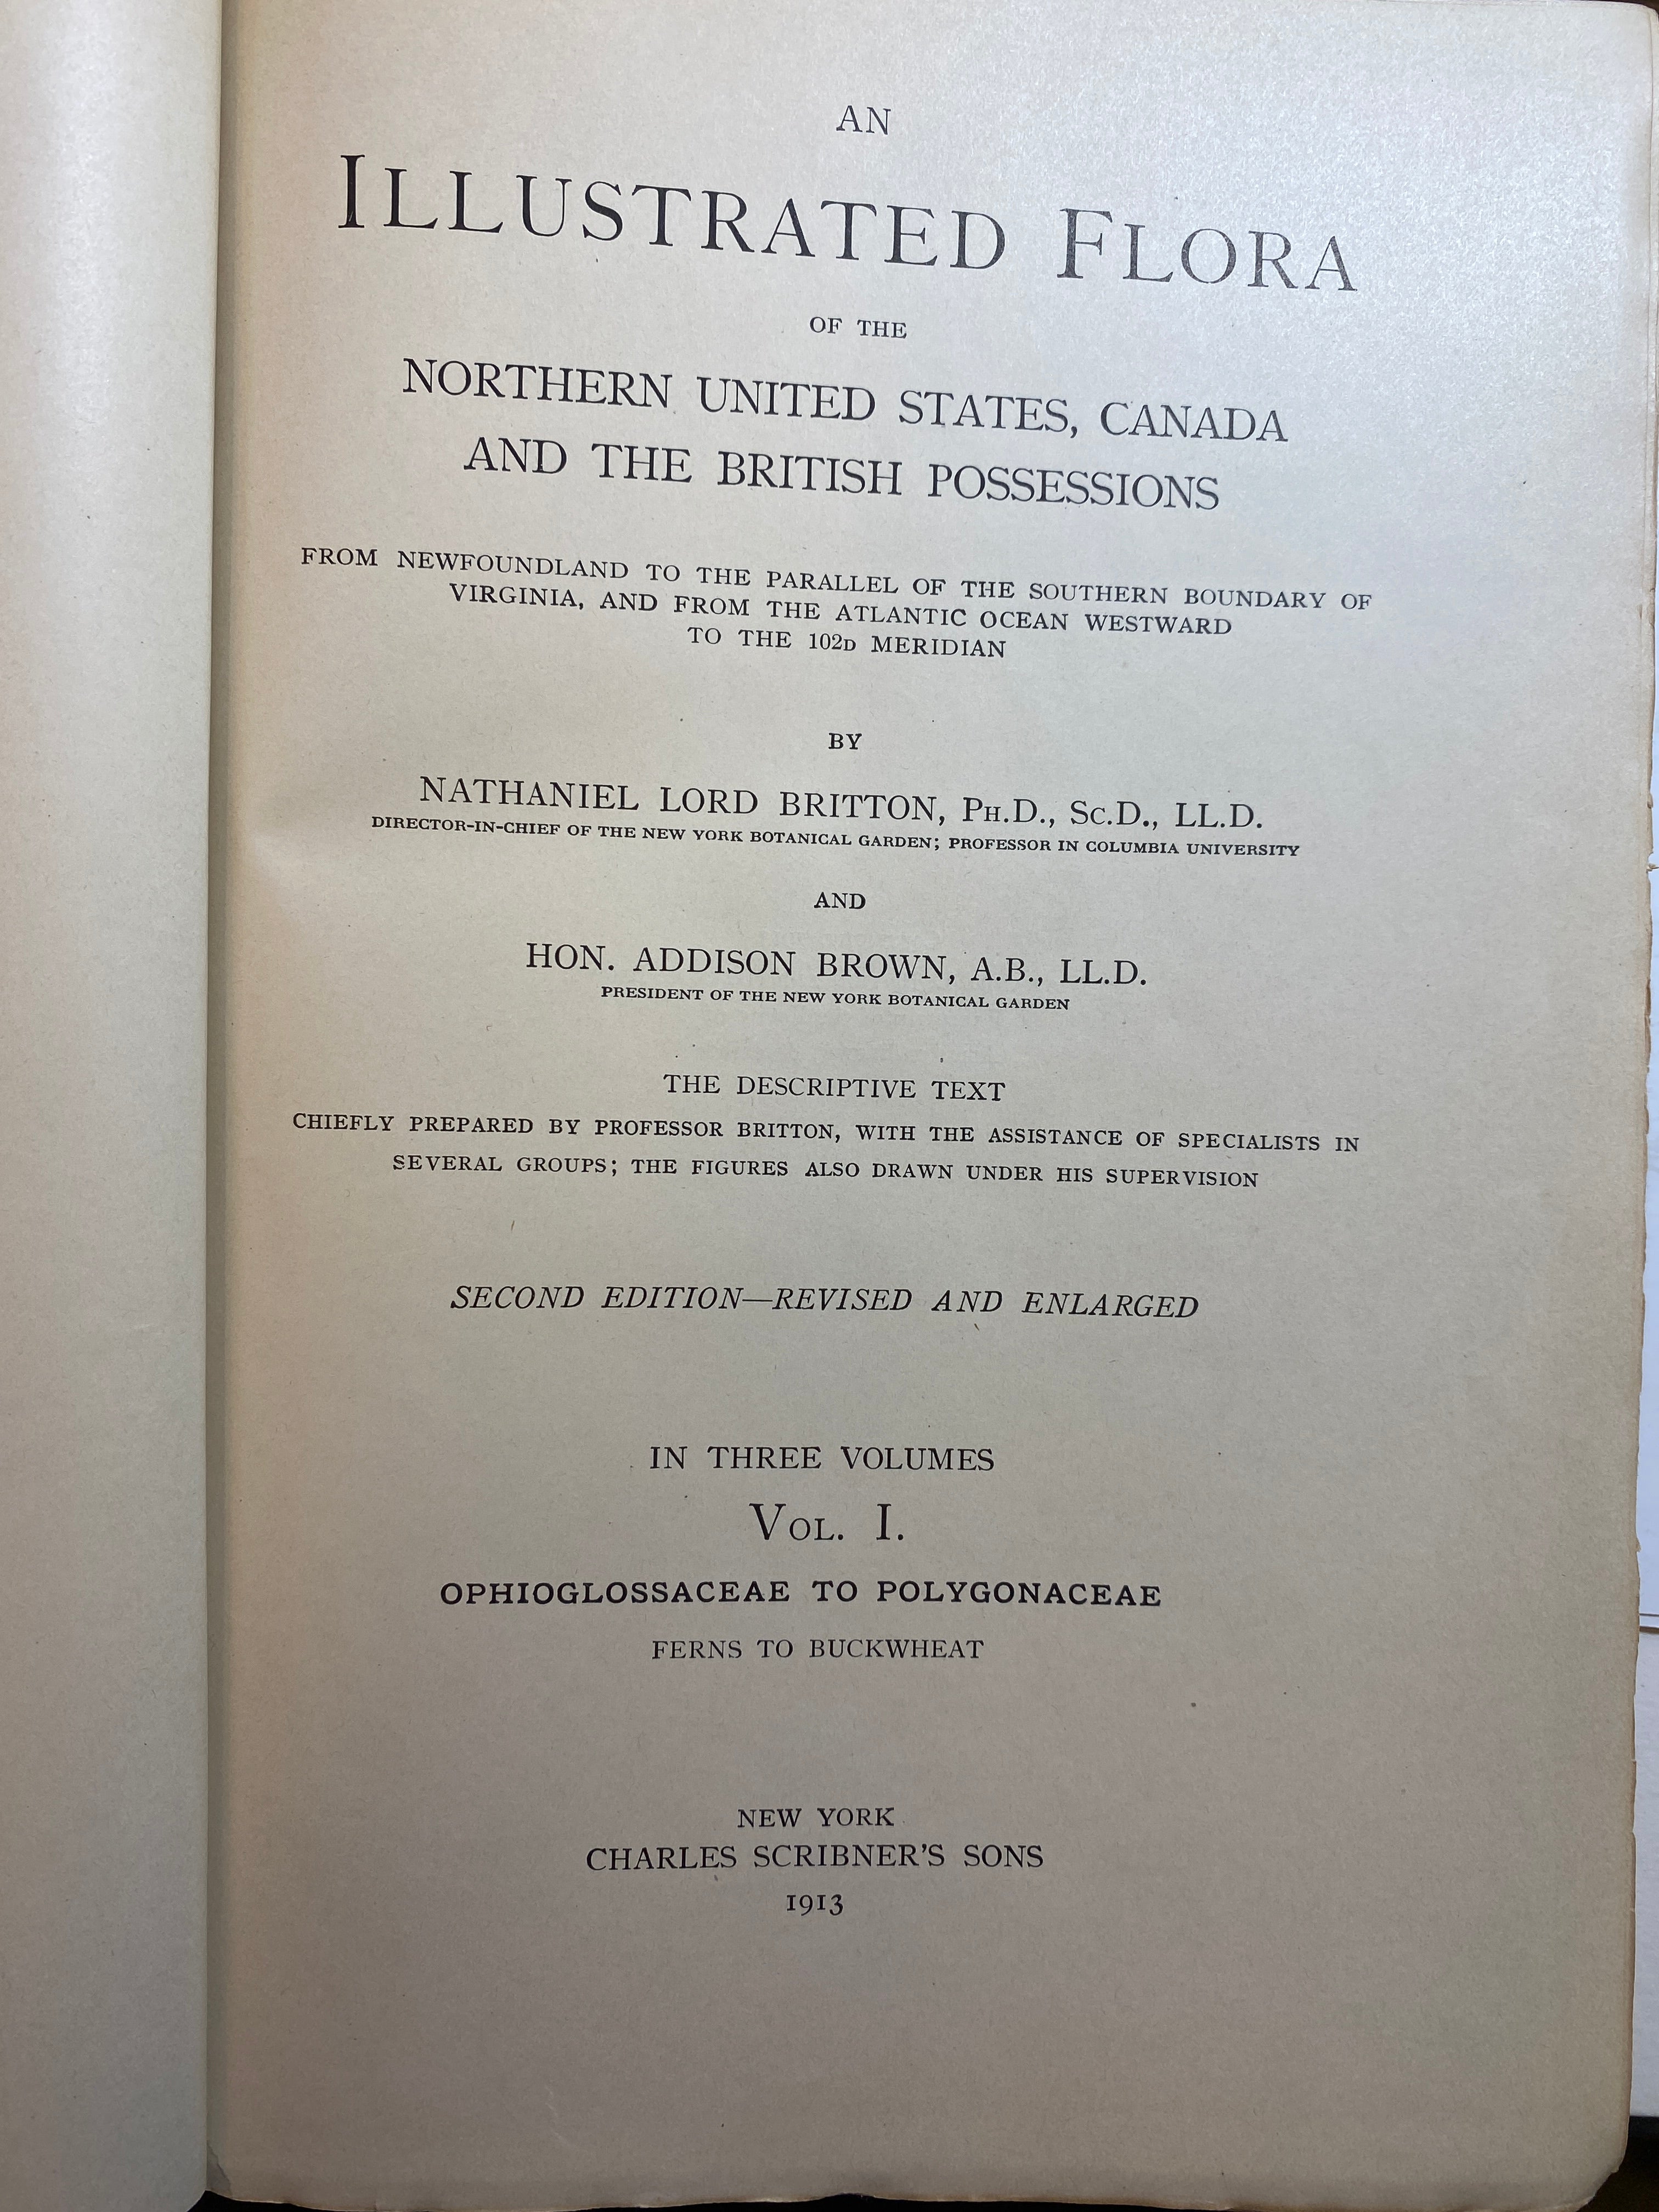 AN
ILLUSTRATED FLORA
OF THE
NORTHERN UNITED STATES, CANADA
AND THE BRITISH POSSESSIONS
FROM NEWFOUNDLAND TO THE PARALLEL OF THE SOUTHERN BOUNDARY OF
VIRGINIA, AND FROM THE ATLANTIC OCEAN WESTWARD
TO THE 102D MERIDIAN
BY
NATHANIEL LORD BRITTON, PH.D., SC.D., LL.D.
DIRECTOR-IN-CHIEF OF THE NEW YORK BOTANICAL GARDEN; PROFESSOR IN COLUMBIA UNIVERSITY
AND
HON. ADDISON BROWN, A.B., LL.D.
PRESIDENT OF THE NEW YORK BOTANICAL GARDEN
THE DESCRIPTIVE TEXT
CHIEFLY PREPARED BY PROFESSOR BRITTON, WITH THE ASSISTANCE OF SPECIALISTS IN
SEVERAL GROUPS; THE FIGURES ALSO DRAWN UNDER HIS SUPERVISION
SECOND EDITION—REVISED AND ENLARGED
IN THREE VOLUMES
VOL. I.
OPHIOGLOSSACEAE TO POLYGONACEAE
FERNS TO BUCKWHEAT
NEW YORK
CHARLES SCRIBNER'S SONS
1913